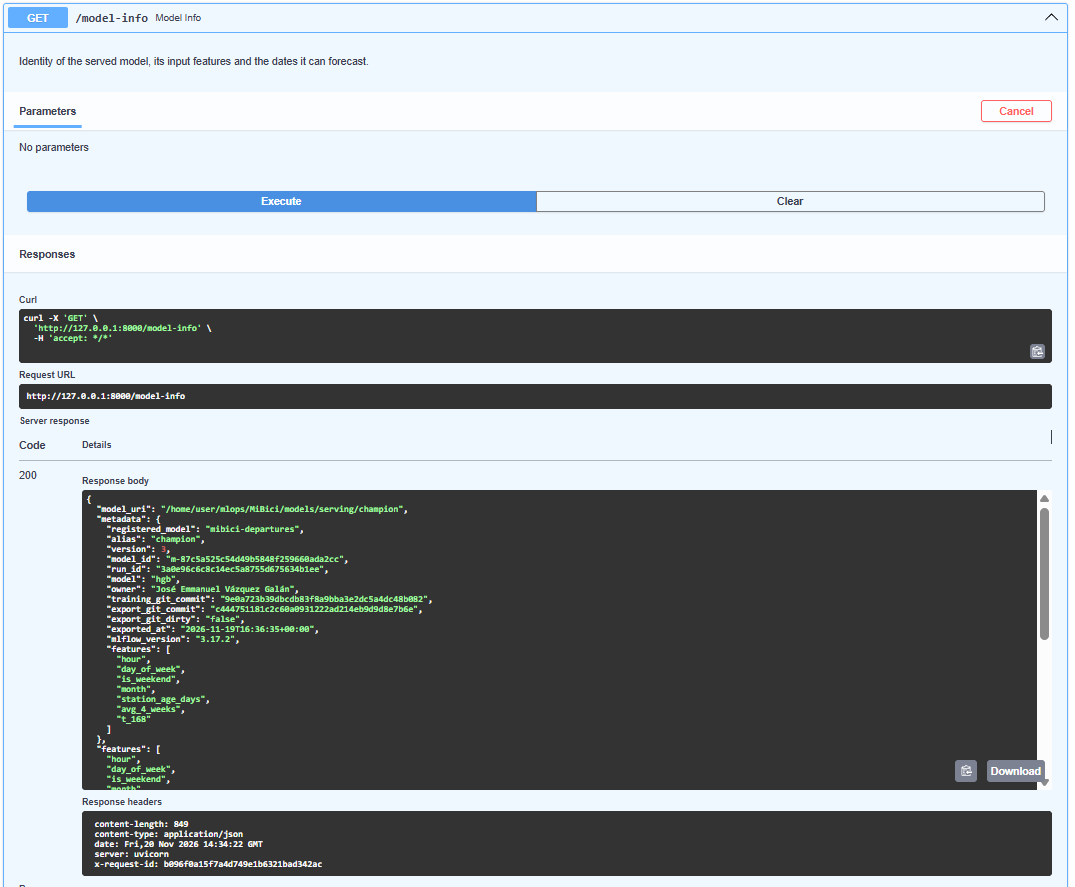 GET /model-info Model Info
Identity of the served model, its input features and the dates it can forecast.
Parameters
Cancel
No parameters
Execute
Clear
Responses
Curl
curl -X 'GET' \
'http://127.0.0.1:8000/model-info' \
-H 'accept: */*'
Request URL
http://127.0.0.1:8000/model-info
Server response
Code Details
200
Response body
{
"model_uri": "/home/user/mlops/MiBici/models/serving/champion",
"metadata": {
"registered_model": "mibici-departures",
"alias": "champion",
"version": 3,
"model_id": "m-87c5a525c54d49b5848f259660ada2cc",
"run_id": "3a0e96c6c8c14ec5a8755d675634b1ee",
"model": "hgb",
"owner": "José Emmanuel Vázquez Galán",
"training_git_commit": "9e0a723b39dbcdb83f8a9bba3e2dc5a4dc48b082",
"export_git_commit": "c444751181c2c60a0931222ad214eb9d9d8e7b6e",
"export_git_dirty": "false",
"exported_at": "2026-11-19T16:36:35+00:00",
"mlflow_version": "3.17.2",
"features": [
"hour",
"day_of_week",
"is_weekend",
"month",
"station_age_days",
"avg_4_weeks",
"t_168"
]
},
"features": [
"hour",
"day_of_week",
"is_weekend",
"month",
Download
Response headers
content-length: 849
content-type: application/json
date: Fri,20 Nov 2026 14:34:22 GMT
server: uvicorn
x-request-id: b096f0a15f7a4d749e1b6321bad342ac